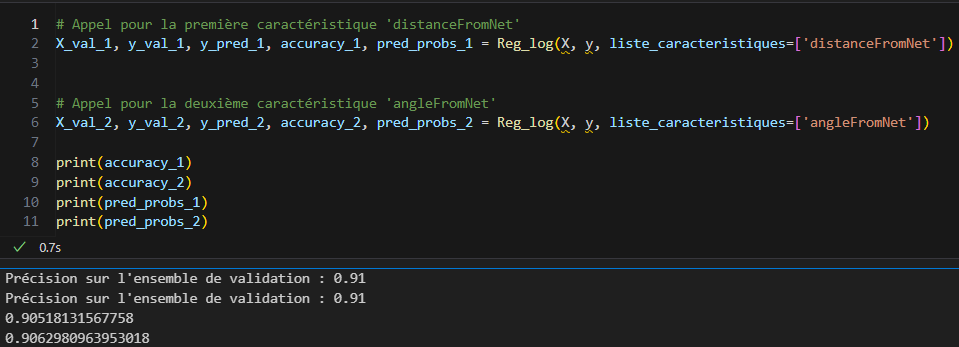 1 # Appel pour la première caractéristique 'distanceFromNet'
2 X_val_1, y_val_1, y_pred_1, accuracy_1, pred_probs_1 = Reg_log(X, y, liste_caracteristiques=['distanceFromNet'])
3
4
5 # Appel pour la deuxième caractéristique 'angleFromNet'
6 X_val_2, y_val_2, y_pred_2, accuracy_2, pred_probs_2 = Reg_log(X, y, liste_caracteristiques=['angleFromNet'])
7
8 print(accuracy_1)
9 print(accuracy_2)
10 print(pred_probs_1)
11 print(pred_probs_2)
0.7s
Précision sur l'ensemble de validation : 0.91
Précision sur l'ensemble de validation : 0.91
0.90518131567758
0.9062980963953018